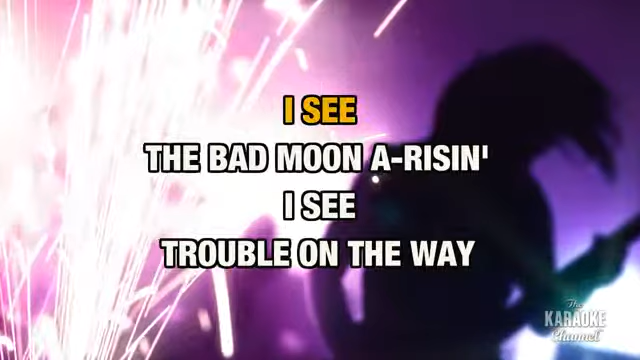 I SEE
THE BAD MOON A-RISIN'
I SEE
TROUBLE ON THE WAY
The
KARAOKE
Channel